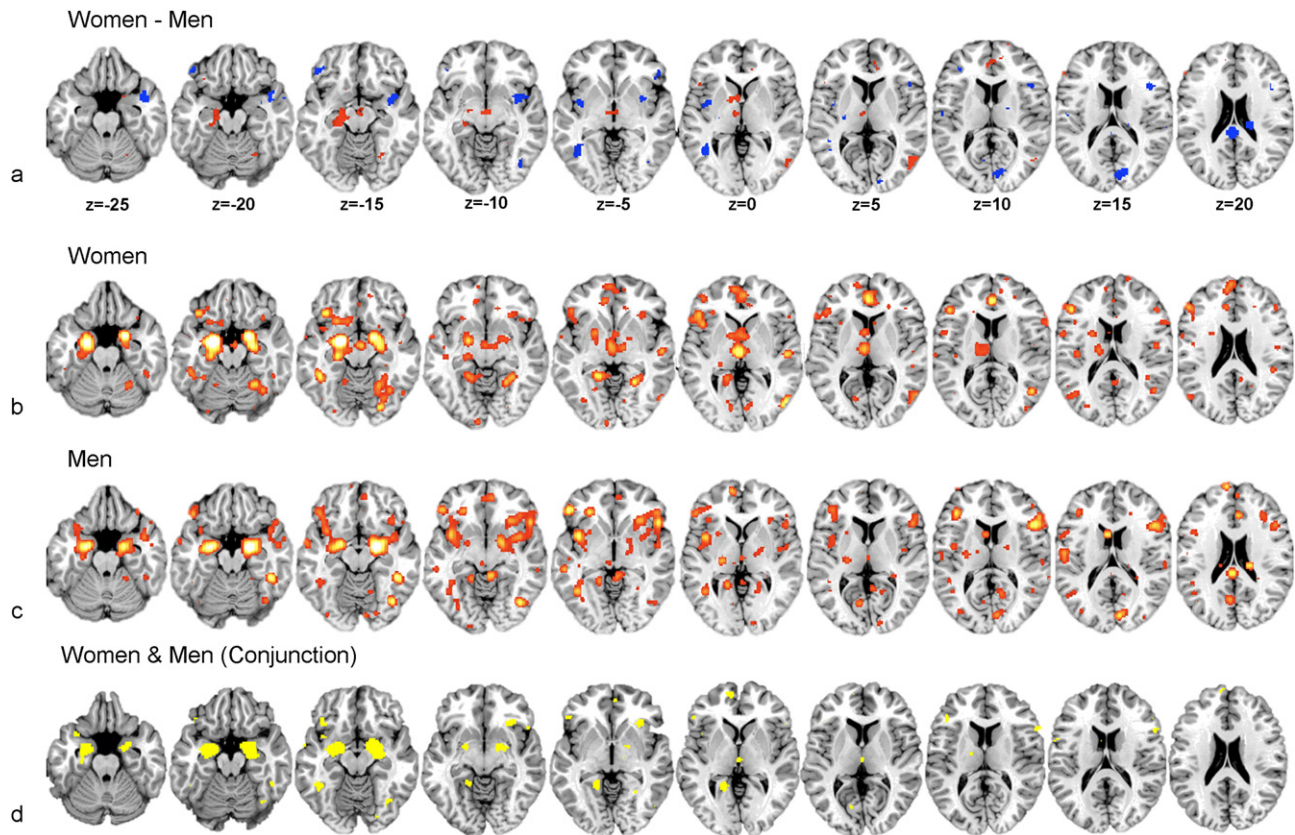 Women - Men
a
z=-25 z=-20 z=-15 z=-10 z=-5 z=0 z=5 z=10 z=15 z=20
Women
b
Men
c
Women & Men (Conjunction)
d